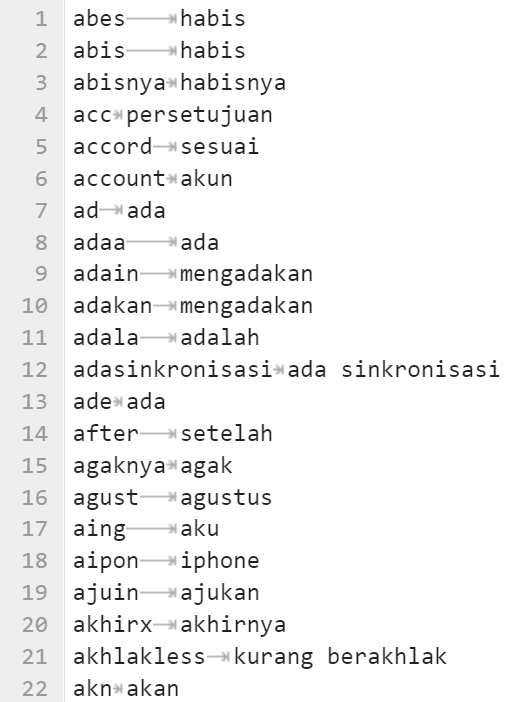 1 abes habis
2 abis habis
3 abisnya habisnya
4 acc persetujuan
5 accord sesuai
6 account akun
7 ad ada
8 adaa ada
9 adain mengadakan
10 adakan mengadakan
11 adala adalah
12 adasinkronisasi ada sinkronisasi
13 ade ada
14 after setelah
15 agaknya agak
16 agust agustus
17 aing aku
18 aipon iphone
19 ajuin ajukan
20 akhirx akhirnya
21 akhlakless kurang berakhlak
22 akn akan